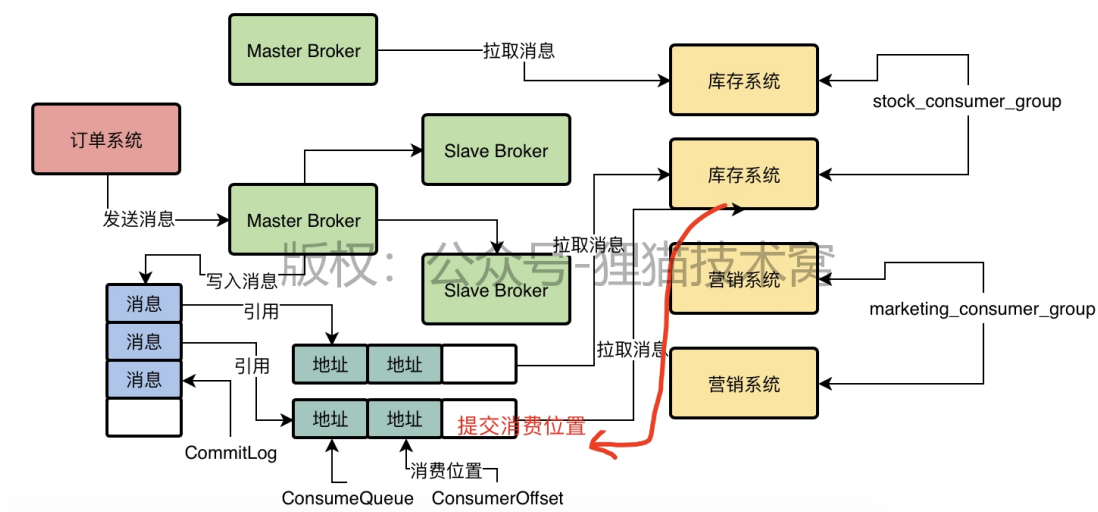 Master Broker
拉取消息
库存系统
stock_consumer_group
订单系统
Slave Broker
库存系统
发送消息
Master Broker
拉取消息
版权：公众号-狸猫技术窝
写入消息
Slave Broker
营销系统
marketing_consumer_group
消息
引用
消息
拉取消息
地址
地址
引用
消息
营销系统
地址
地址
提交消费位置
CommitLog
消费位置
ConsumeQueue
ConsumerOffset